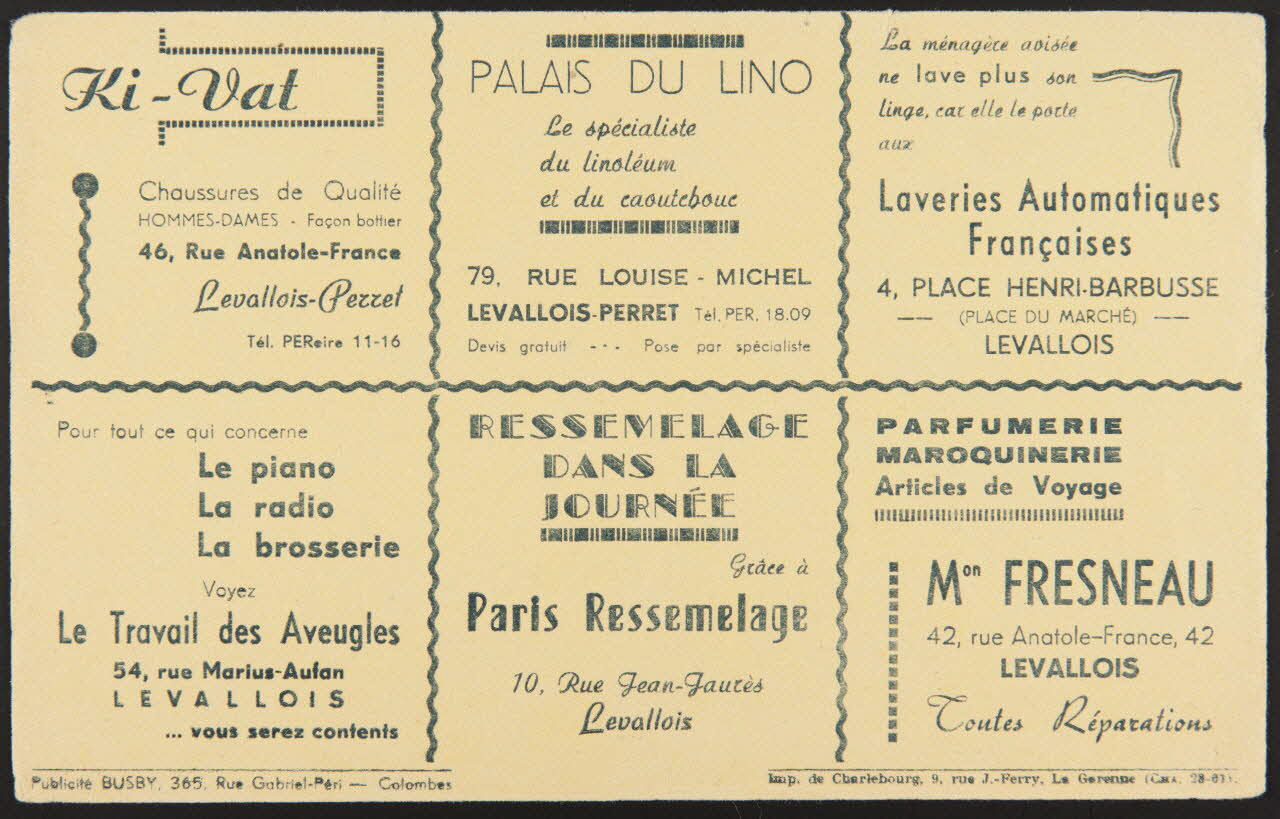 Ki-Vat
Chaussures de Qualité
HOMMES-DAMES - Façon bottier
46, Rue Anatole-France
Levallois-Perret
Tél. PEReire 11-16
PALAIS DU LINO
Le spécialiste
du linoléum
et du caoutchouc
79, RUE LOUISE-MICHEL
LEVALLOIS-PERRET Tél. PER. 18.09
Devis gratuit --- Pose par spécialiste
La ménagère avisée
ne lave plus son
linge, car elle le porte
aux
Laveries Automatiques
Françaises
4, PLACE HENRI-BARBUSSE
—— (PLACE DU MARCHÉ) ——
LEVALLOIS
Pour tout ce qui concerne
Le piano
La radio
La brosserie
Voyez
Le Travail des Aveugles
54, rue Marius-Aufan
LEVALLOIS
... vous serez contents
RESSEMELAGE
DANS LA
JOURNÉE
Grâce à
Paris Ressemelage
10, Rue Jean-Jaurès
Levallois
PARFUMERIE
MAROQUINERIE
Articles de Voyage
Mon FRESNEAU
42, rue Anatole-France, 42
LEVALLOIS
Toutes Réparations
Publicité BUSBY, 365, Rue Gabriel-Péri — Colombes
Imp. de Charlebourg, 9, rue J.-Ferry, La Garenne (CHA. 28-61).